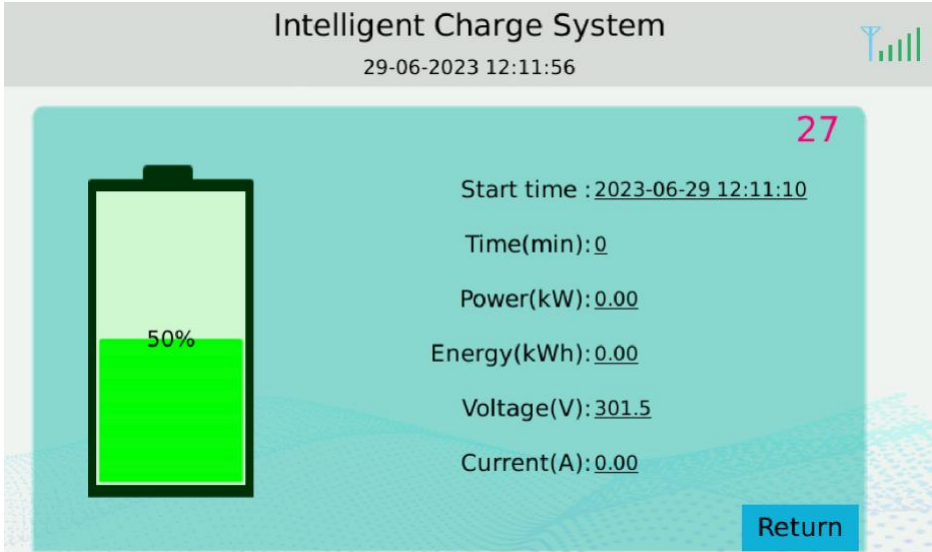 Intelligent Charge System
29-06-2023 12:11:56
27
Start time :2023-06-29 12:11:10
Time(min):0
Power(kW):0.00
50%
Energy(kWh):0.00
Voltage(V):301.5
Current(A):0.00
Return